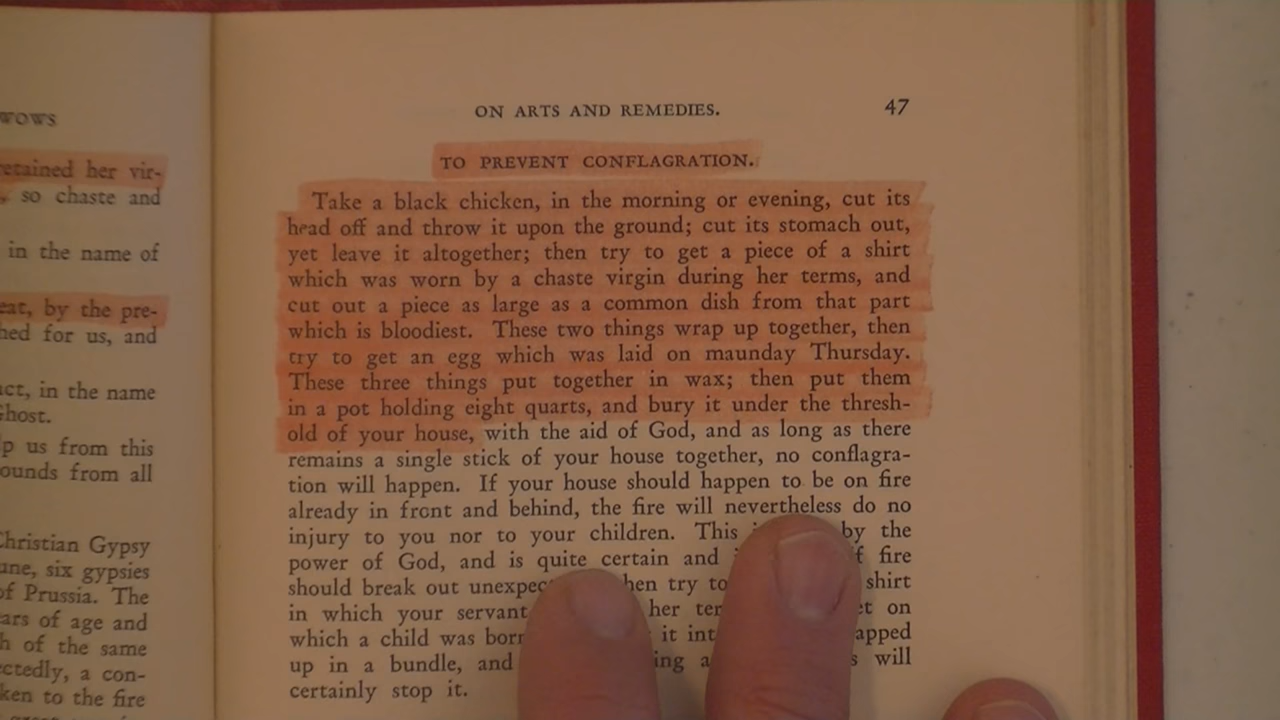 WOWS
retained her vir-
so chaste and
in the name of
eat, by the pre-
hed for us, and
act, in the name
Ghost.
p us from this
ounds from all
Christian Gypsy
une, six gypsies
of Prussia. The
ars of age and
h of the same
ectedly, a con-
ken to the fire
ON ARTS AND REMEDIES. 47
TO PREVENT CONFLAGRATION.
Take a black chicken, in the morning or evening, cut its
head off and throw it upon the ground; cut its stomach out,
yet leave it altogether; then try to get a piece of a shirt
which was worn by a chaste virgin during her terms, and
cut out a piece as large as a common dish from that part
which is bloodiest. These two things wrap up together, then
try to get an egg which was laid on maunday Thursday.
These three things put together in wax; then put them
in a pot holding eight quarts, and bury it under the thresh-
old of your house, with the aid of God, and as long as there
remains a single stick of your house together, no conflagra-
tion will happen. If your house should happen to be on fire
already in front and behind, the fire will nevertheless do no
injury to you nor to your children. This by the
power of God, and is quite certain and fire
should break out unexpec hen try to shirt
in which your servant her ter et on
which a child was born it int apped
up in a bundle, and ing a s will
certainly stop it.